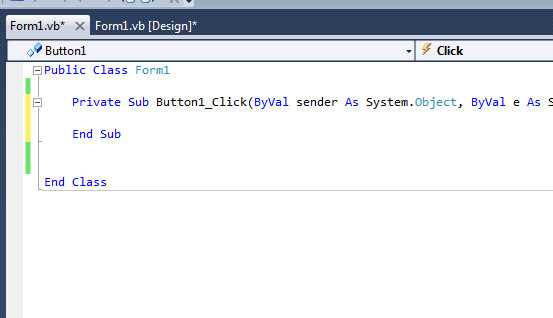 Form1.vb* Form1.vb [Design]*
Button1 Click
Public Class Form1
Private Sub Button1_Click(ByVal sender As System.Object, ByVal e As S
End Sub
End Class